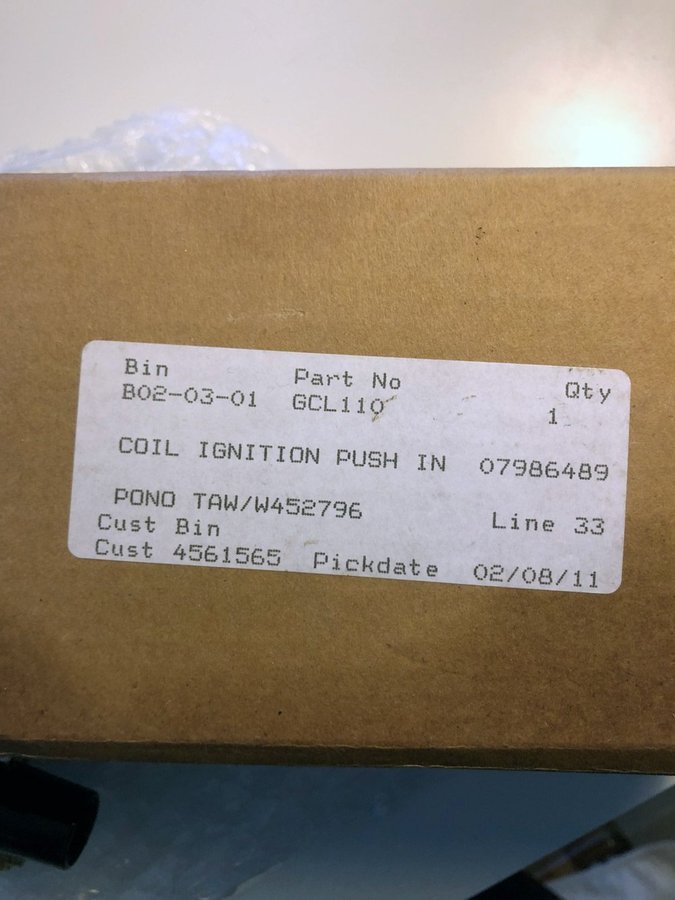 Bin Part No Qty
B02-03-01 GCL110 1
COIL IGNITION PUSH IN 07986489
PONO TAW/W452796 Line 33
Cust Bin
Cust 4561565 Pickdate 02/08/11